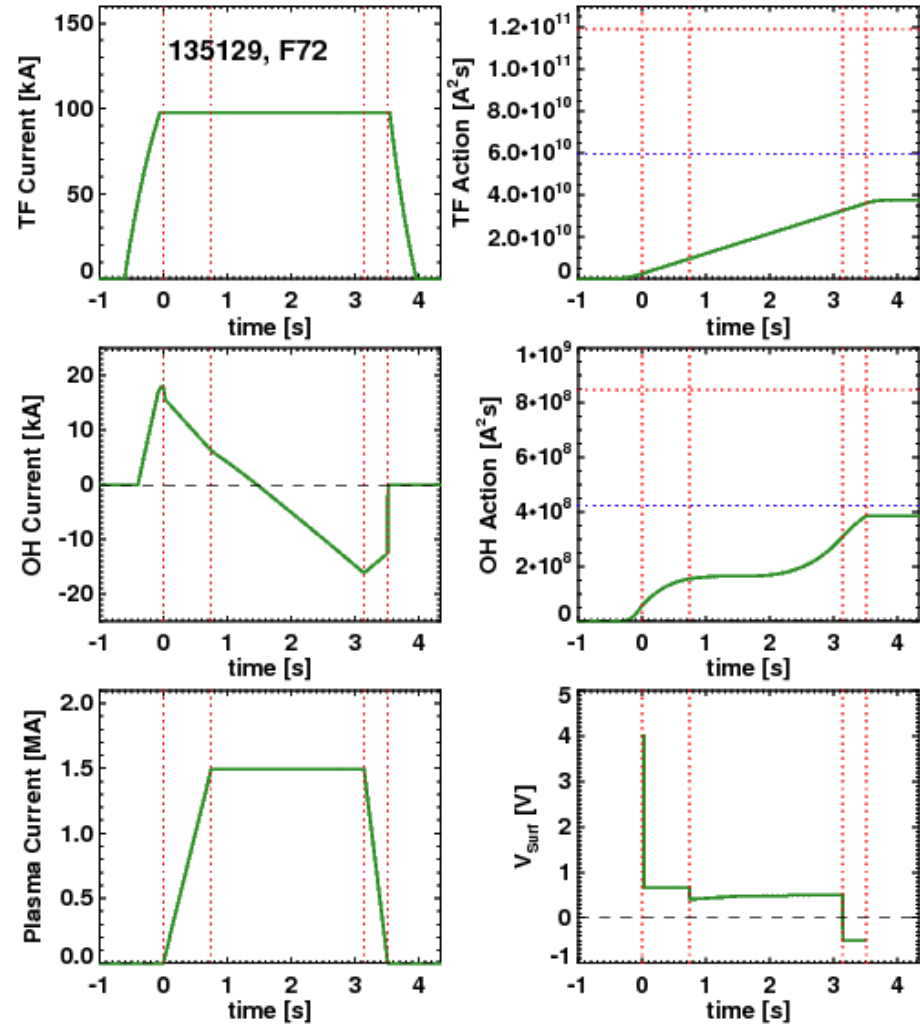 135129, F72
TF Current [kA]
150
100
50
0
-1 0 1 2 3 4
time [s]
TF Action [A²s]
1.2•10¹¹
1.0•10¹¹
8.0•10¹⁰
6.0•10¹⁰
4.0•10¹⁰
2.0•10¹⁰
0
-1 0 1 2 3 4
time [s]
OH Current [kA]
20
10
0
-10
-20
-1 0 1 2 3 4
time [s]
OH Action [A²s]
1•10⁹
8•10⁸
6•10⁸
4•10⁸
2•10⁸
0
-1 0 1 2 3 4
time [s]
Plasma Current [MA]
2.0
1.5
1.0
0.5
0.0
-1 0 1 2 3 4
time [s]
V_Surf [V]
5
4
3
2
1
0
-1
-1 0 1 2 3 4
time [s]